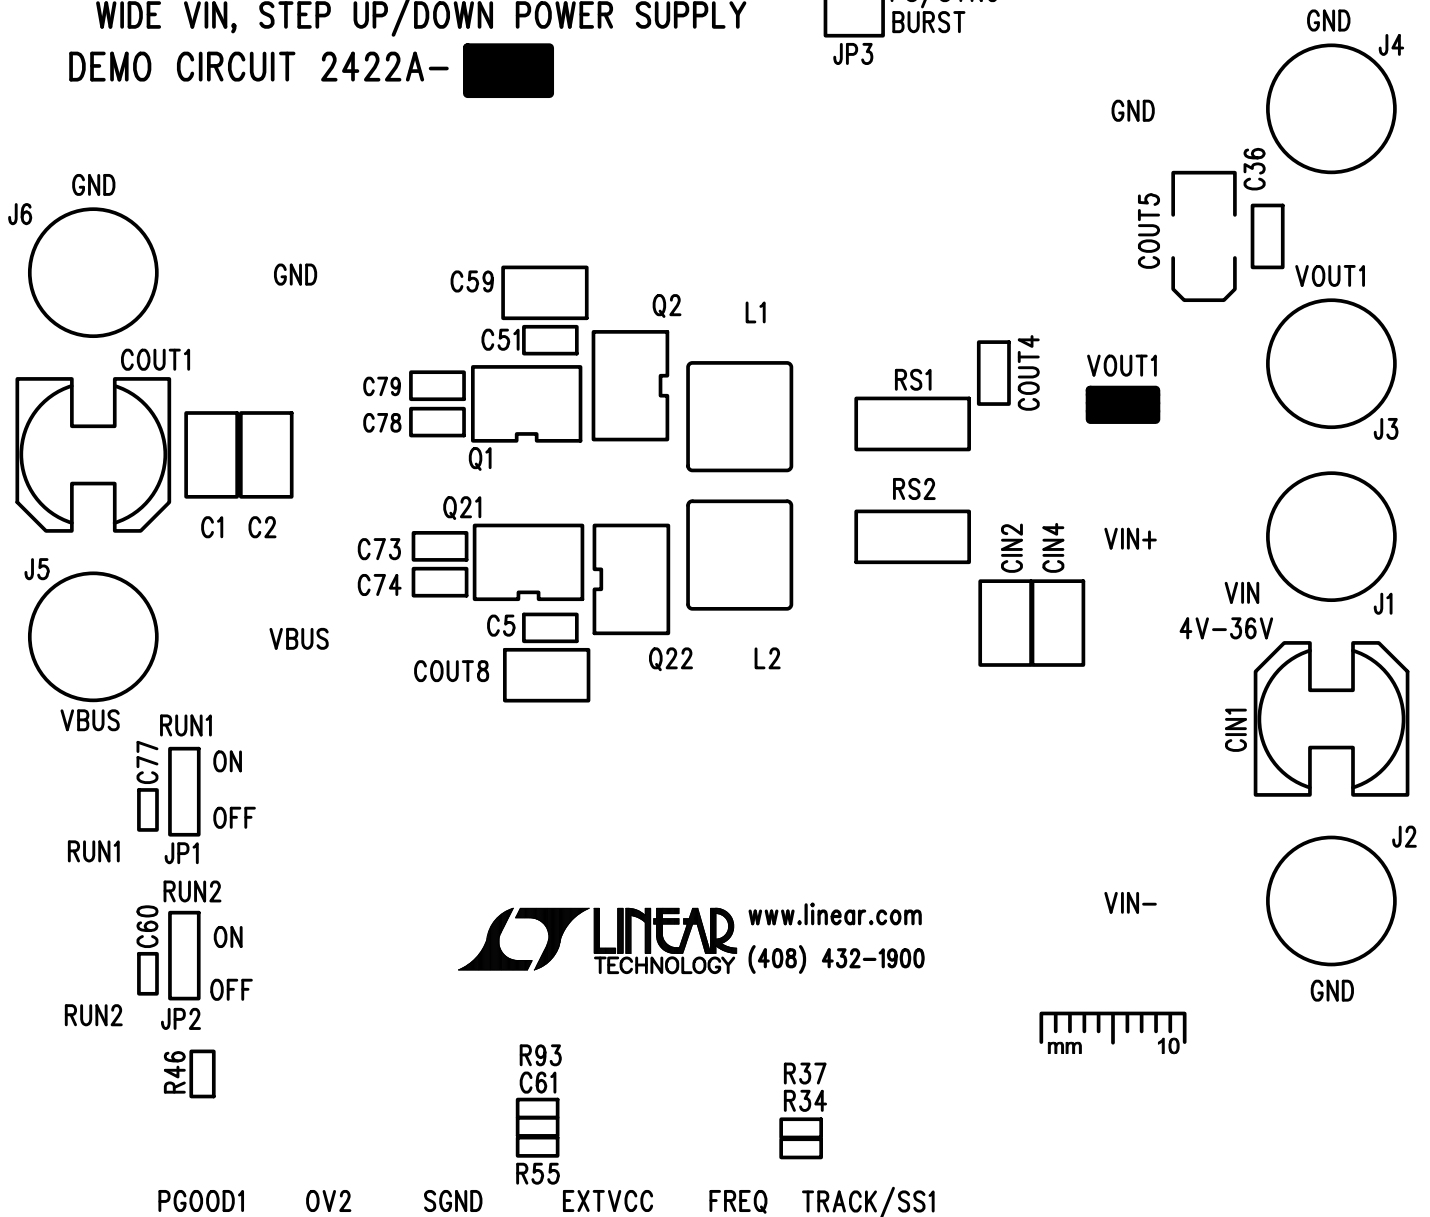 WIDE VIN, STEP UP/DOWN POWER SUPPLY
BURST
JP3
DEMO CIRCUIT 2422A-
GND
J4
GND
C36
COUT5
GND
J6
GND
VOUT1
C59
Q2
L1
C51
COUT1
COUT4
VOUT1
C79
RS1
C78
J3
Q1
RS2
Q21
C1 C2
C73
CIN2
CIN4
VIN+
J5
C74
VIN
J1
4V-36V
C5
VBUS
COUT8
Q22
L2
VBUS
RUN1
CIN1
C77
ON
OFF
RUN1
JP1
J2
RUN2
C60
ON
VIN-
OFF
RUN2
JP2
LINEAR
TECHNOLOGY
www.linear.com
(408) 432-1900
GND
mm 10
R46
R93
C61
R37
R34
R55
PGOOD1 OV2 SGND EXTVCC FREQ TRACK/SS1